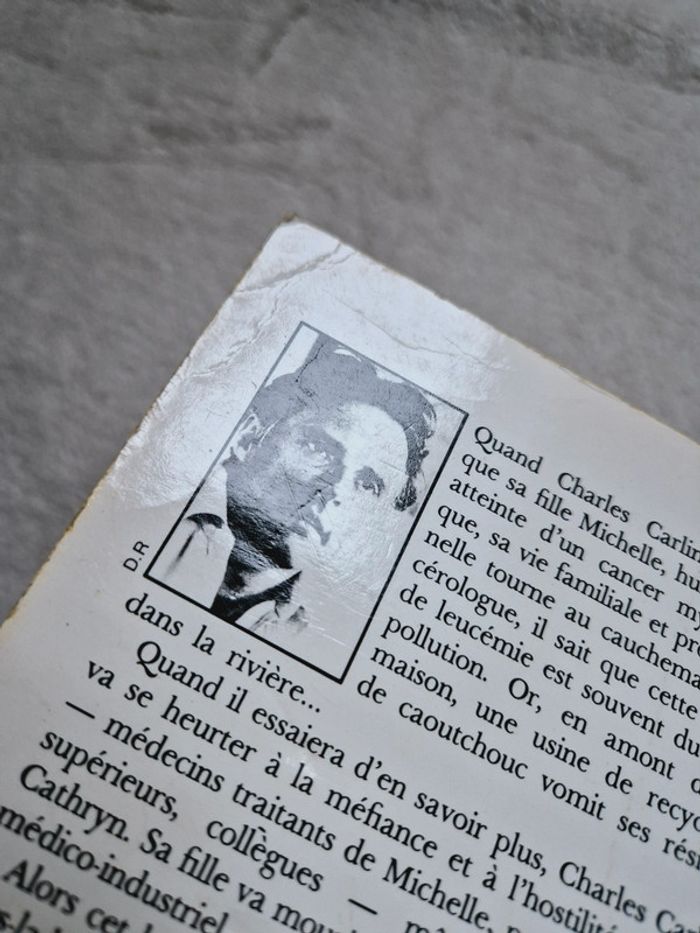 Quand Charles Carlin
que sa fille Michelle, hu
atteinte d'un cancer my
que, sa vie familiale et pro
nelle tourne au cauchema
cérologue, il sait que cette
de leucémie est souvent du
pollution. Or, en amont d
maison, une usine de recyc
de caoutchouc vomit ses rési
D.R
dans la rivière...
Quand il essaiera d'en savoir plus, Charles Ca
va se heurter à la méfiance et à l'hostilité
— médecins traitants de Michelle,
supérieurs, collègues — mê
Cathryn. Sa fille va mou
médico-industriel
Alors cet